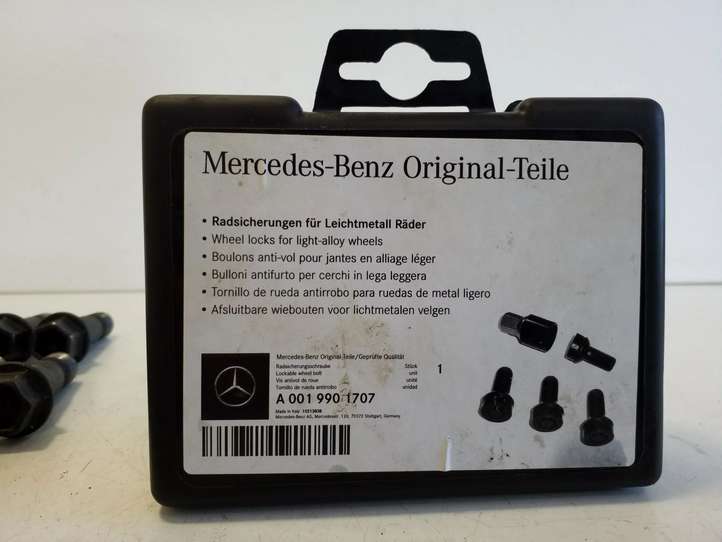 Mercedes-Benz Original-Teile
• Radsicherungen für Leichtmetall Räder
• Wheel locks for light-alloy wheels
• Boulons anti-vol pour jantes en alliage léger
• Bulloni antifurto per cerchi in lega leggera
• Tornillo de rueda antirrobo para ruedas de metal ligero
• Afsluitbare wiebouten voor lichtmetalen velgen
Mercedes-Benz Original-Teile/Geprüfte Qualität
Radsicherungsschraube Stück 1
Lockable wheel bolt unit
Vis antivol de roue unité
Tornillo de rueda antirrobo unidad
A 001 990 1707
Made in Italy
Mercedes-Benz AG, Mercedesstr. 120, 70372 Stuttgart, Germany